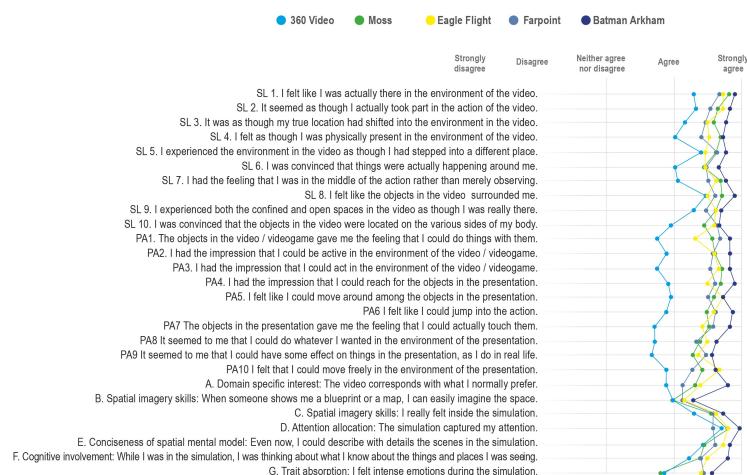 360 Video Moss Eagle Flight Farpoint Batman Arkham
Strongly disagree Disagree Neither agree nor disagree Agree Strongly agree
SL 1. I felt like I was actually there in the environment of the video.
SL 2. It seemed as though I actually took part in the action of the video.
SL 3. It was as though my true location had shifted into the environment in the video.
SL 4. I felt as though I was physically present in the environment of the video.
SL 5. I experienced the environment in the video as though I had stepped into a different place.
SL 6. I was convinced that things were actually happening around me.
SL 7. I had the feeling that I was in the middle of the action rather than merely observing.
SL 8. I felt like the objects in the video surrounded me.
SL 9. I experienced both the confined and open spaces in the video as though I was really there.
SL 10. I was convinced that the objects in the video were located on the various sides of my body.
PA1. The objects in the video / videogame gave me the feeling that I could do things with them.
PA2. I had the impression that I could be active in the environment of the video / videogame.
PA3. I had the impression that I could act in the environment of the video / videogame.
PA4. I had the impression that I could reach for the objects in the presentation.
PA5. I felt like I could move around among the objects in the presentation.
PA6 I felt like I could jump into the action.
PA7 The objects in the presentation gave me the feeling that I could actually touch them.
PA8 It seemed to me that I could do whatever I wanted in the environment of the presentation.
PA9 It seemed to me that I could have some effect on things in the presentation, as I do in real life.
PA10 I felt that I could move freely in the environment of the presentation.
A. Domain specific interest: The video corresponds with what I normally prefer.
B. Spatial imagery skills: When someone shows me a blueprint or a map, I can easily imagine the space.
C. Spatial imagery skills: I really felt inside the simulation.
D. Attention allocation: The simulation captured my attention.
E. Conciseness of spatial mental model: Even now, I could describe with details the scenes in the simulation.
F. Cognitive involvement: While I was in the simulation, I was thinking about what I know about the things and places I was seeing.
G. Trait absorption: I felt intense emotions during the simulation.